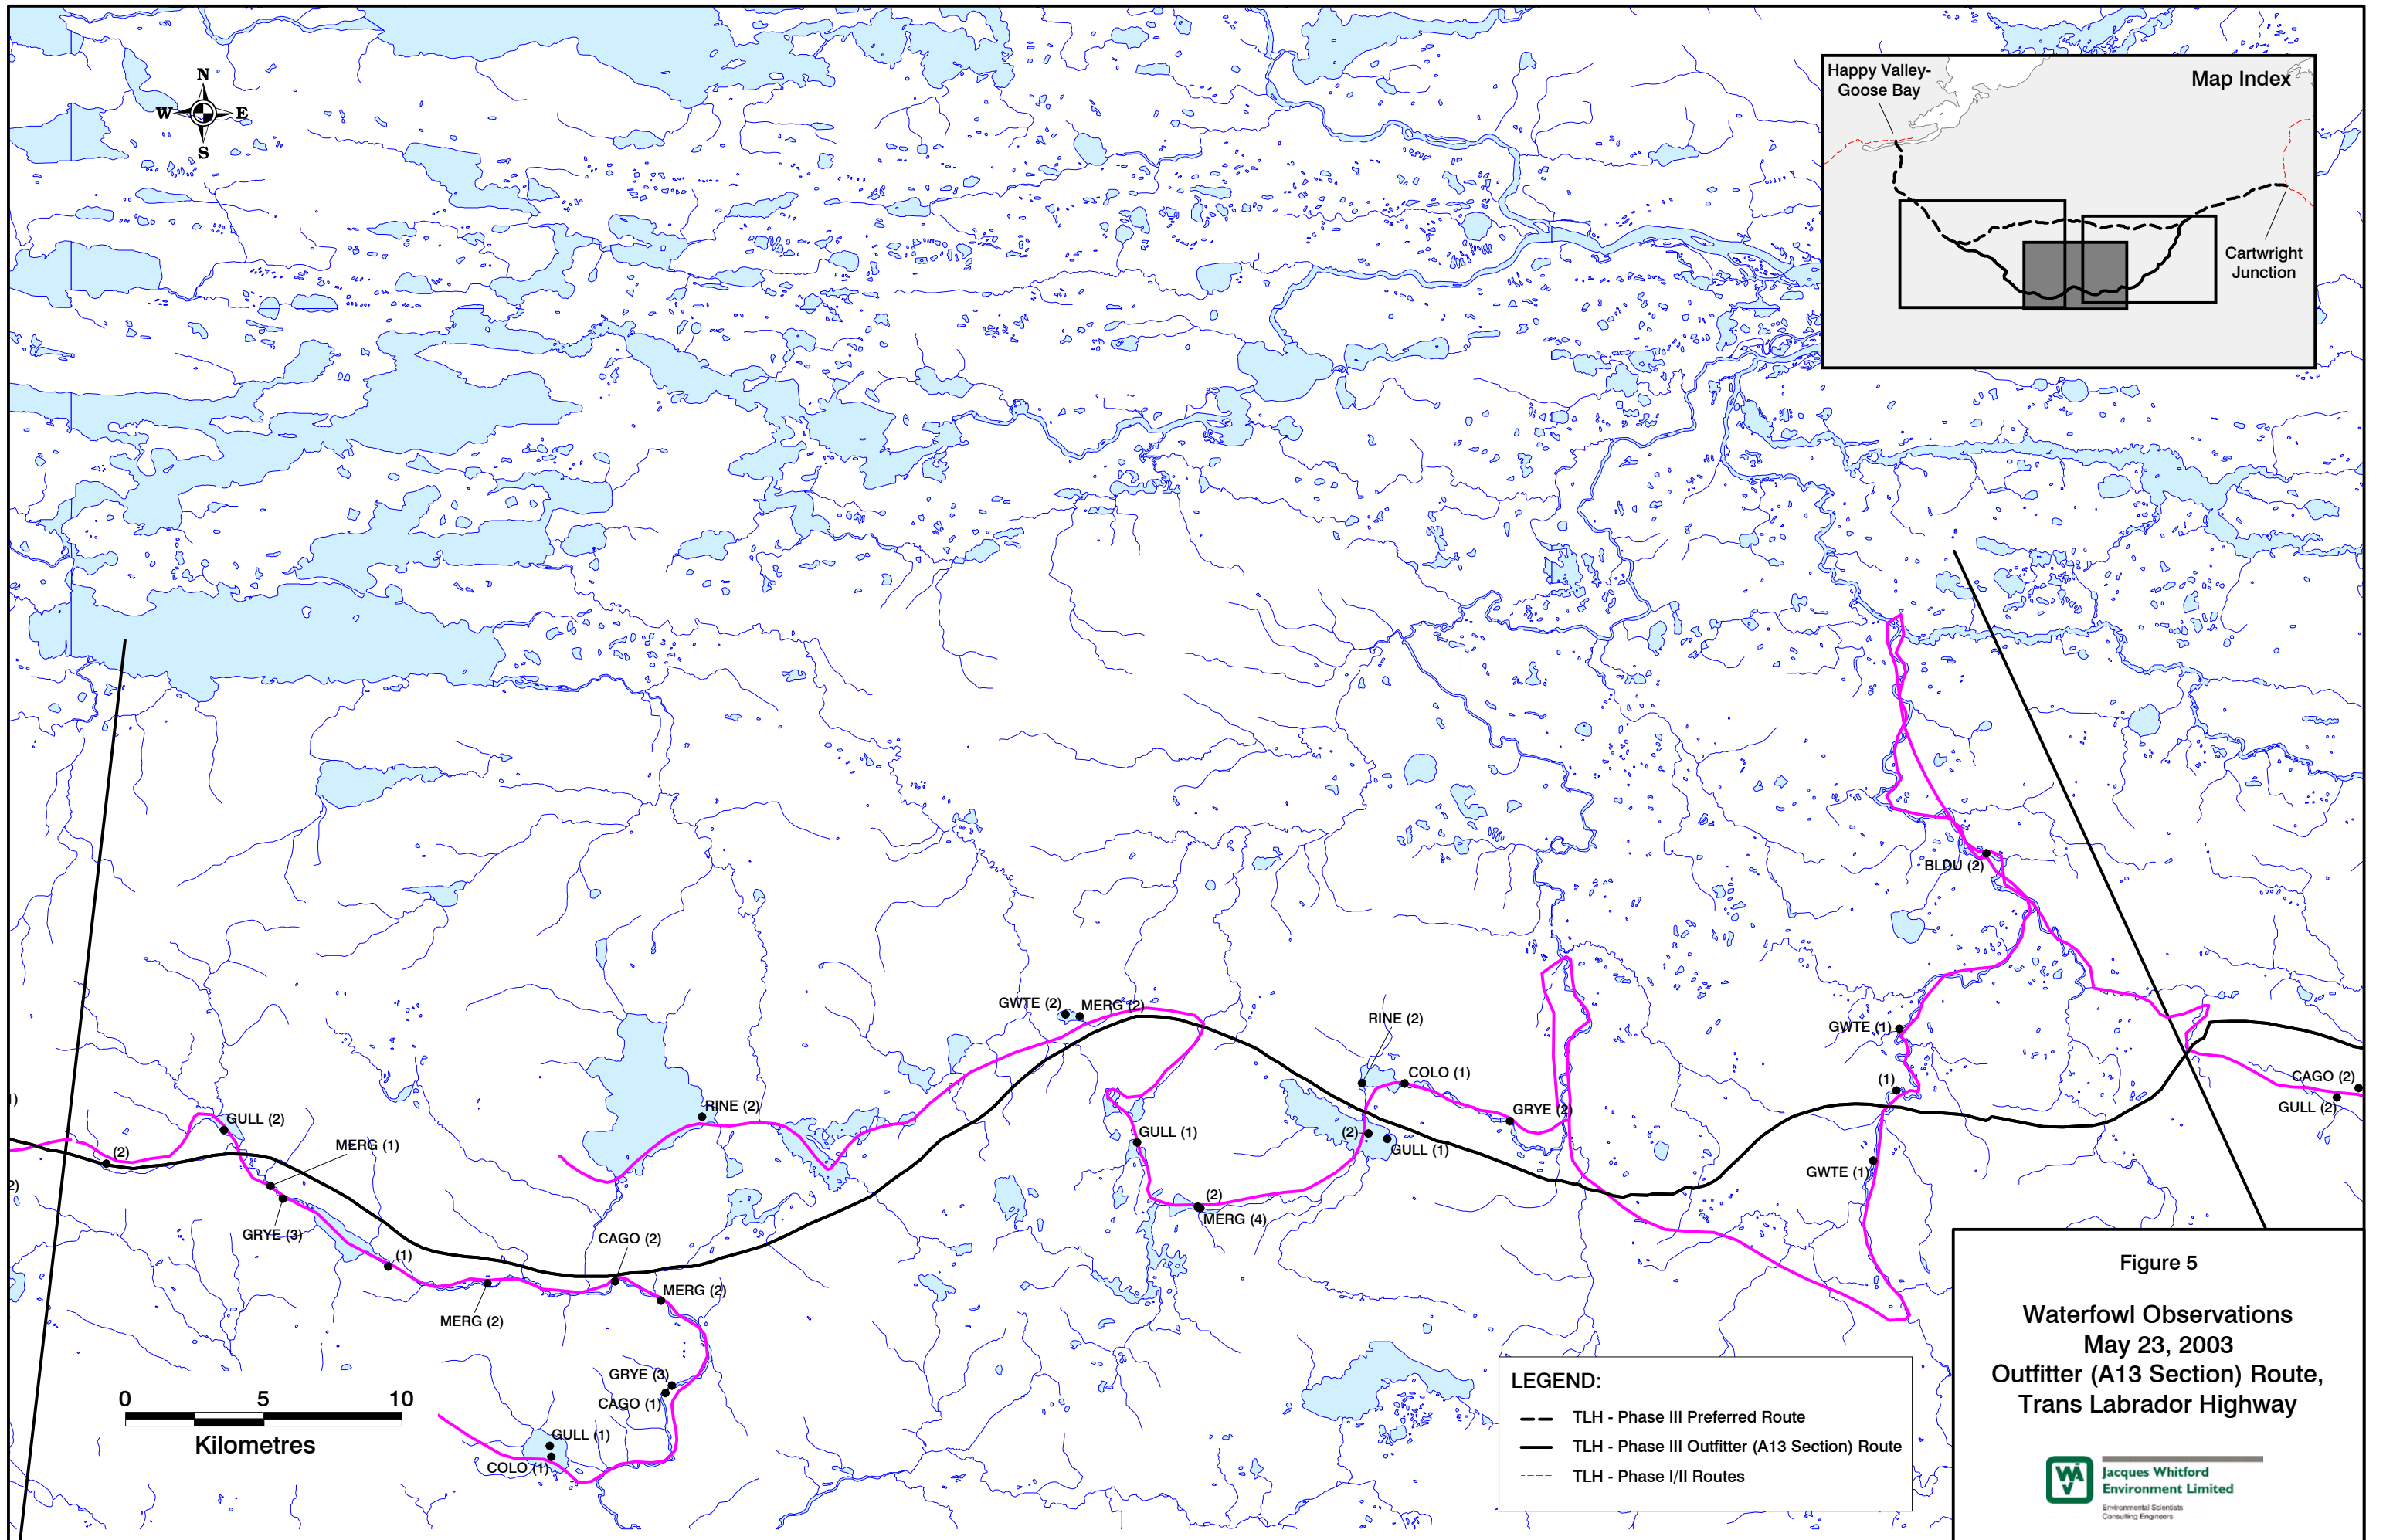 N
W E
S
Happy Valley-
Goose Bay
Map Index
Cartwright
Junction
BLDU (2)
GWTE (2)
MERG (2)
RINE (2)
GWTE (1)
COLO (1)
CAGO (2)
(1)
GULL (2)
RINE (2)
GRYE (2)
GULL (2)
MERG (1)
GULL (1)
(2)
GULL (1)
(2)
GWTE (1)
(2)
MERG (4)
GRYE (3)
CAGO (2)
(1)
MERG (2)
MERG (2)
GRYE (3)
CAGO (1)
GULL (1)
COLO (1)
0 5 10
Kilometres
LEGEND:
TLH - Phase III Preferred Route
TLH - Phase III Outfitter (A13 Section) Route
TLH - Phase I/II Routes
Figure 5
Waterfowl Observations
May 23, 2003
Outfitter (A13 Section) Route,
Trans Labrador Highway
Jacques Whitford
Environment Limited
Environmental Scientists
Consulting Engineers